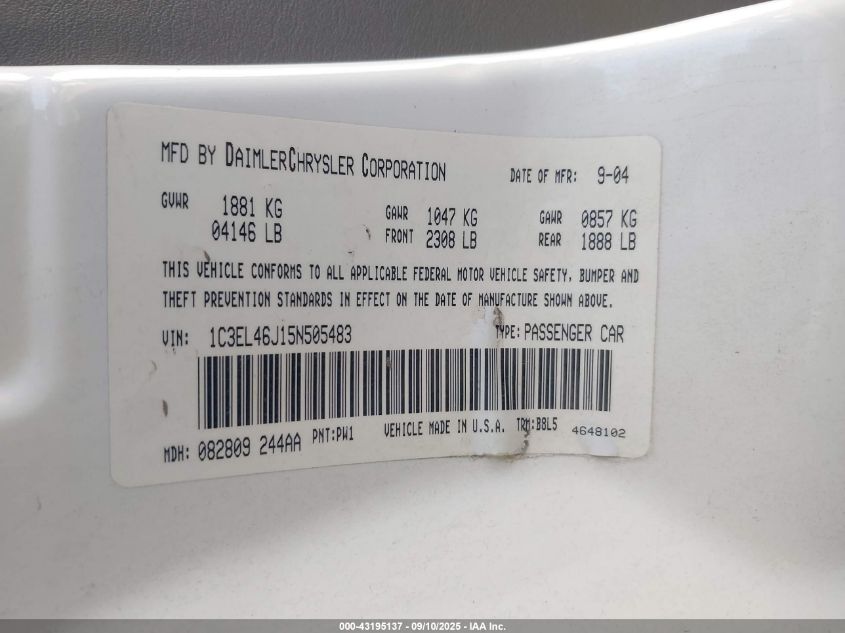 MFD BY DAIMLERCHRYSLER CORPORATION DATE OF MFR: 9-04
GVWR 1881 KG GAWR 1047 KG GAWR 0857 KG
04146 LB FRONT 2308 LB REAR 1888 LB
THIS VEHICLE CONFORMS TO ALL APPLICABLE FEDERAL MOTOR VEHICLE SAFETY, BUMPER AND
THEFT PREVENTION STANDARDS IN EFFECT ON THE DATE OF MANUFACTURE SHOWN ABOVE.
VIN: 1C3EL46J15N505483 TYPE: PASSENGER CAR
MDH: 082809 244AA PNT:PW1 VEHICLE MADE IN U.S.A. TRM:B8L5 4648102
000-43195137 - 09/10/2025 - IAA Inc.